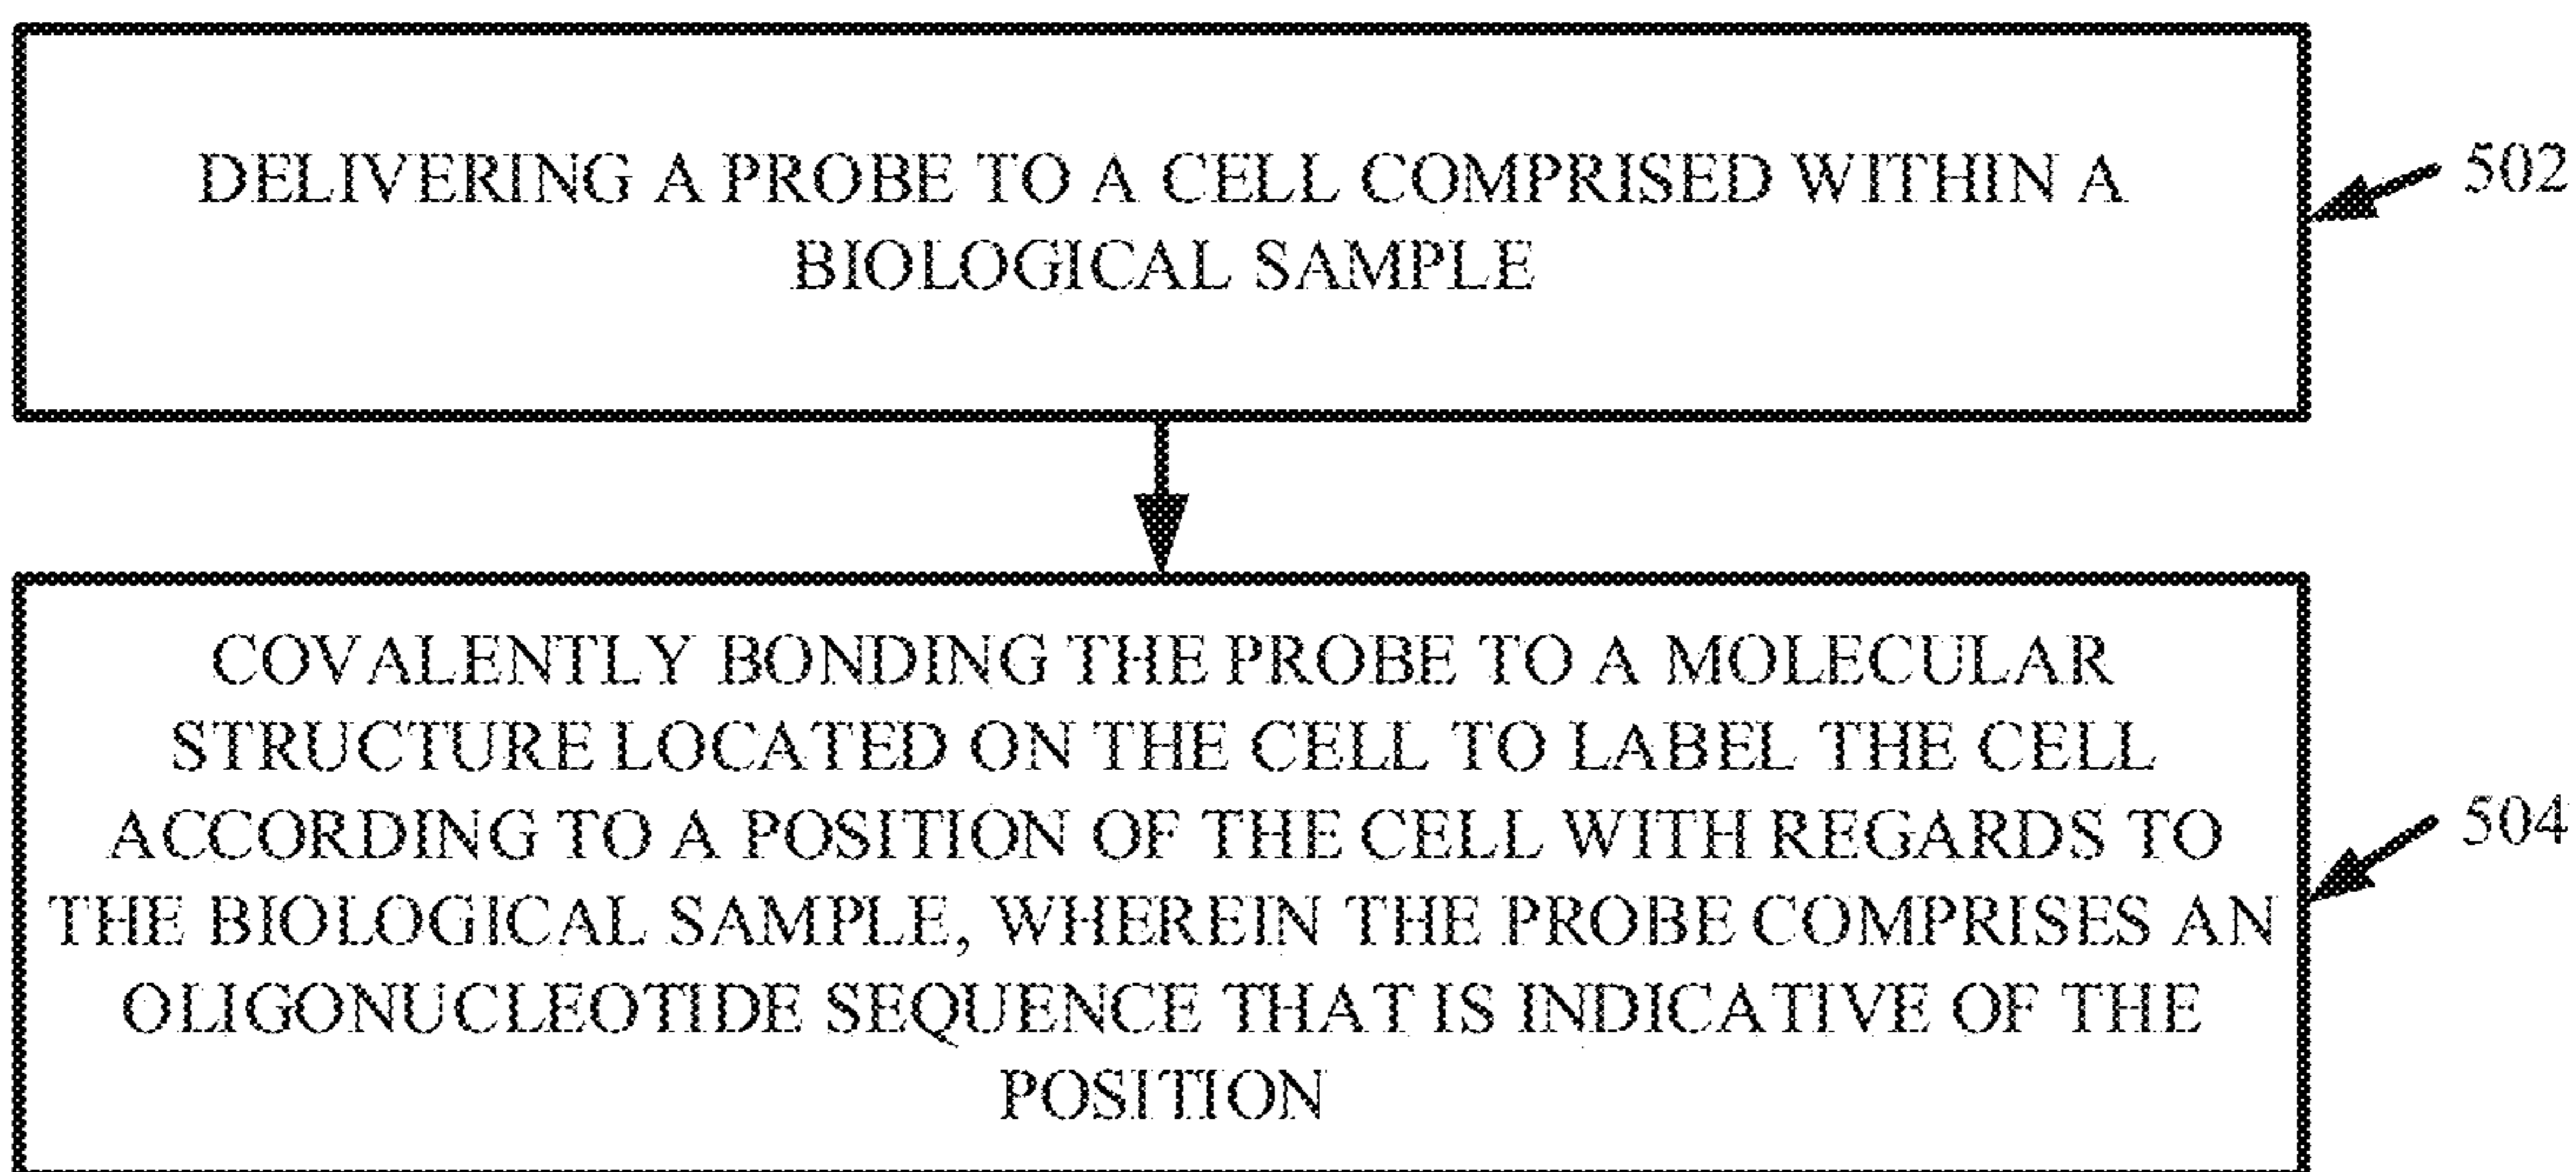 DELIVERING A PROBE TO A CELL COMPRISED WITHIN A
BIOLOGICAL SAMPLE
502
COVALENTLY BONDING THE PROBE TO A MOLECULAR
STRUCTURE LOCATED ON THE CELL TO LABEL THE CELL
ACCORDING TO A POSITION OF THE CELL WITH REGARDS TO
THE BIOLOGICAL SAMPLE, WHEREIN THE PROBE COMPRISES AN
OLIGONUCLEOTIDE SEQUENCE THAT IS INDICATIVE OF THE
POSITION
504